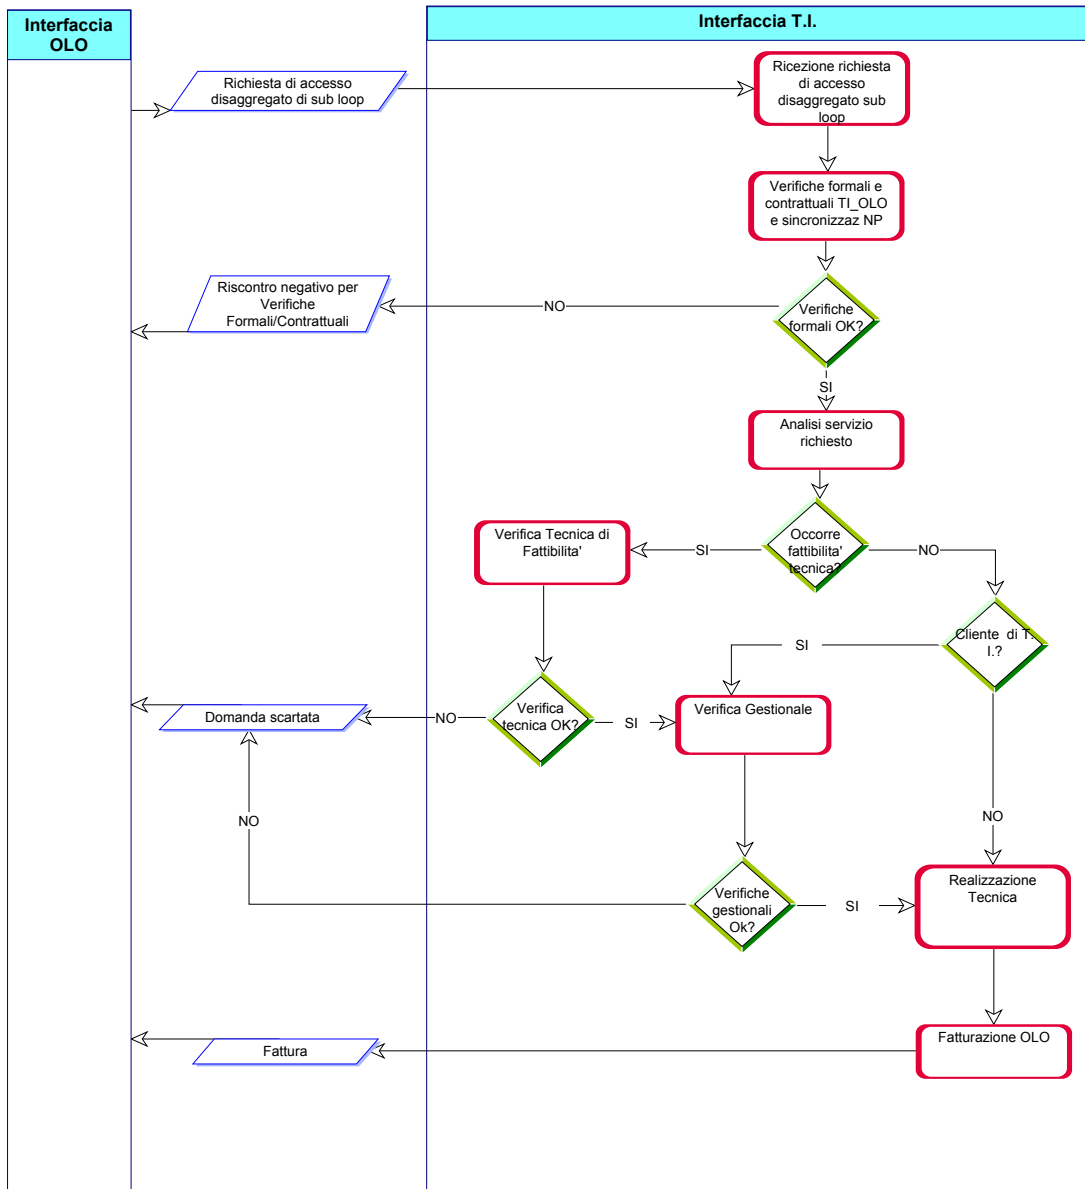 Interfaccia
OLO
Interfaccia T.I.
Richiesta di accesso
disaggregato di sub loop
Ricezione richiesta
di accesso
disaggregato sub
loop
Verifiche formali e
contrattuali TI_OLO
e sincronizzaz NP
Riscontro negativo per
Verifiche
Formali/Contrattuali
NO
Verifiche
formali OK?
SI
Analisi servizio
richiesto
Verifica Tecnica di
Fattibilita'
SI
Occorre
fattibilita'
tecnica?
NO
Cliente di T.
I.?
SI
Domanda scartata
NO
Verifica
tecnica OK?
SI
Verifica Gestionale
NO
NO
Realizzazione
Tecnica
Verifiche
gestionali
Ok?
SI
Fattura
Fatturazione OLO